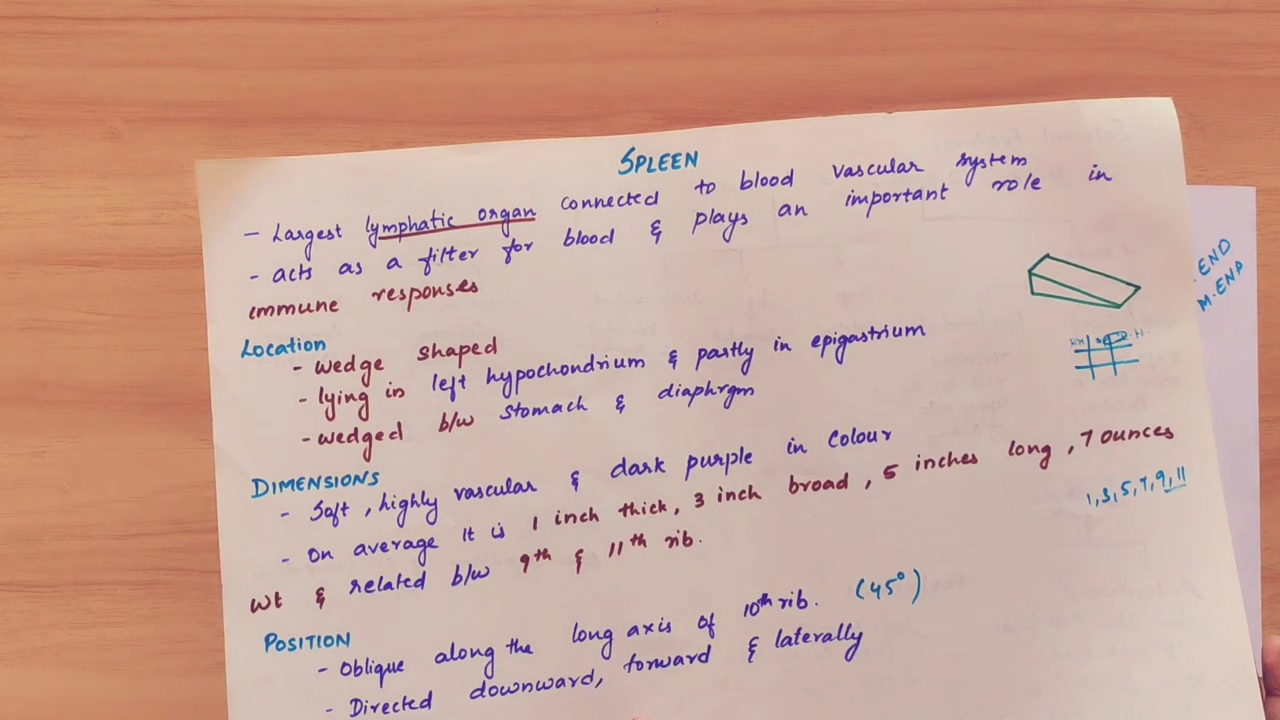 SPLEEN
- Largest lymphatic organ connected to blood vascular system
- acts as a filter for blood & plays an important role in
immune responses
Location
- wedge shaped
- lying in left hypochondrium & partly in epigastrium
- wedged b/w stomach & diaphrgm
DIMENSIONS
- Soft, highly vascular & dark purple in Colour
- On average it is 1 inch thick, 3 inch broad, 5 inches long, 7 ounces
wt & related b/w 9th & 11th rib.
1,3,5,7,9,11
POSITION
- Oblique along the long axis of 10th rib. (45°)
- Directed downward, forward & laterally
. END
M. ENP